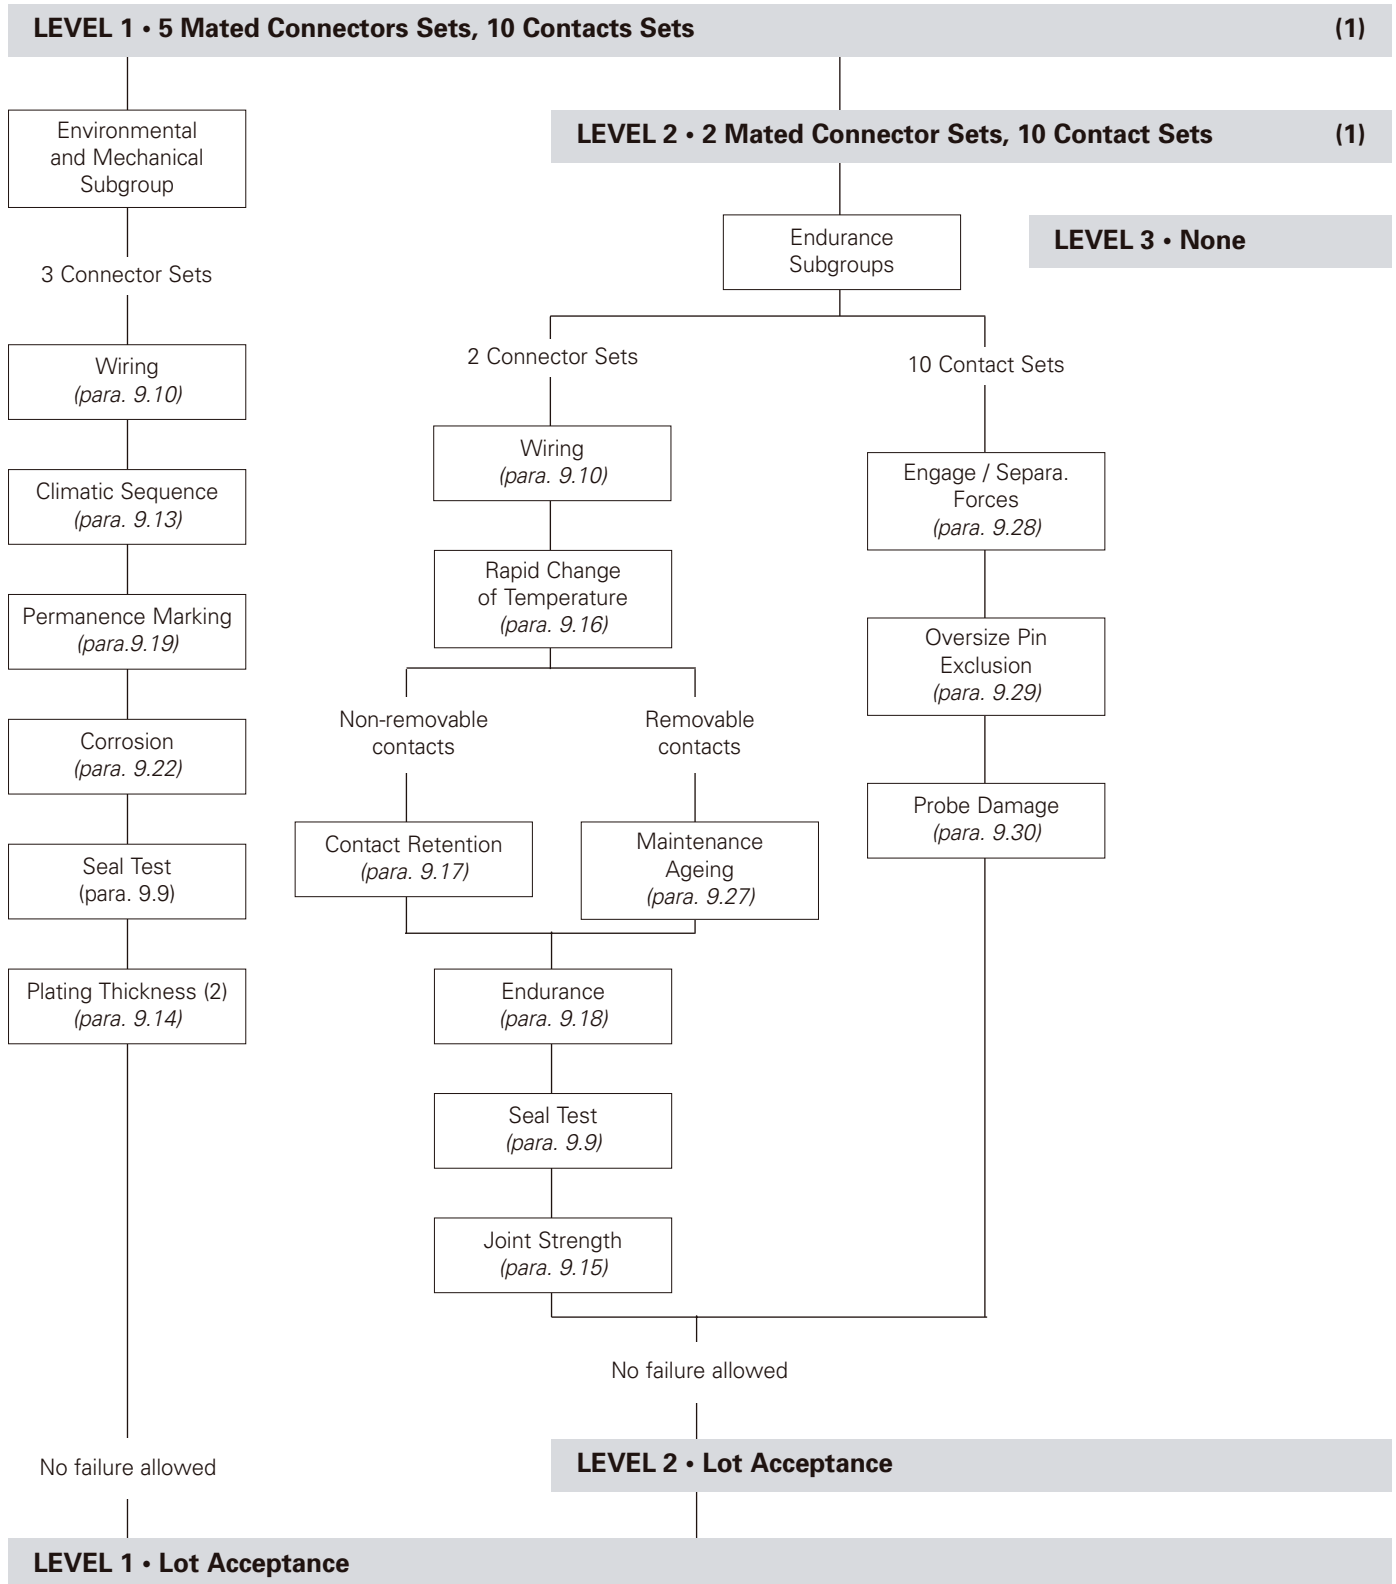 LEVEL 1 • 5 Mated Connectors Sets, 10 Contacts Sets (1)
Environmental
and Mechanical
Subgroup
3 Connector Sets
Wiring
(para. 9.10)
Climatic Sequence
(para. 9.13)
Permanence Marking
(para.9.19)
Corrosion
(para. 9.22)
Seal Test
(para. 9.9)
Plating Thickness (2)
(para. 9.14)
No failure allowed
LEVEL 2 • 2 Mated Connector Sets, 10 Contact Sets (1)
Endurance
Subgroups
LEVEL 3 • None
2 Connector Sets
Wiring
(para. 9.10)
Rapid Change
of Temperature
(para. 9.16)
Non-removable
contacts
Contact Retention
(para. 9.17)
Removable
contacts
Maintenance
Ageing
(para. 9.27)
Endurance
(para. 9.18)
Seal Test
(para. 9.9)
Joint Strength
(para. 9.15)
10 Contact Sets
Engage / Separa.
Forces
(para. 9.28)
Oversize Pin
Exclusion
(para. 9.29)
Probe Damage
(para. 9.30)
No failure allowed
LEVEL 2 • Lot Acceptance
LEVEL 1 • Lot Acceptance